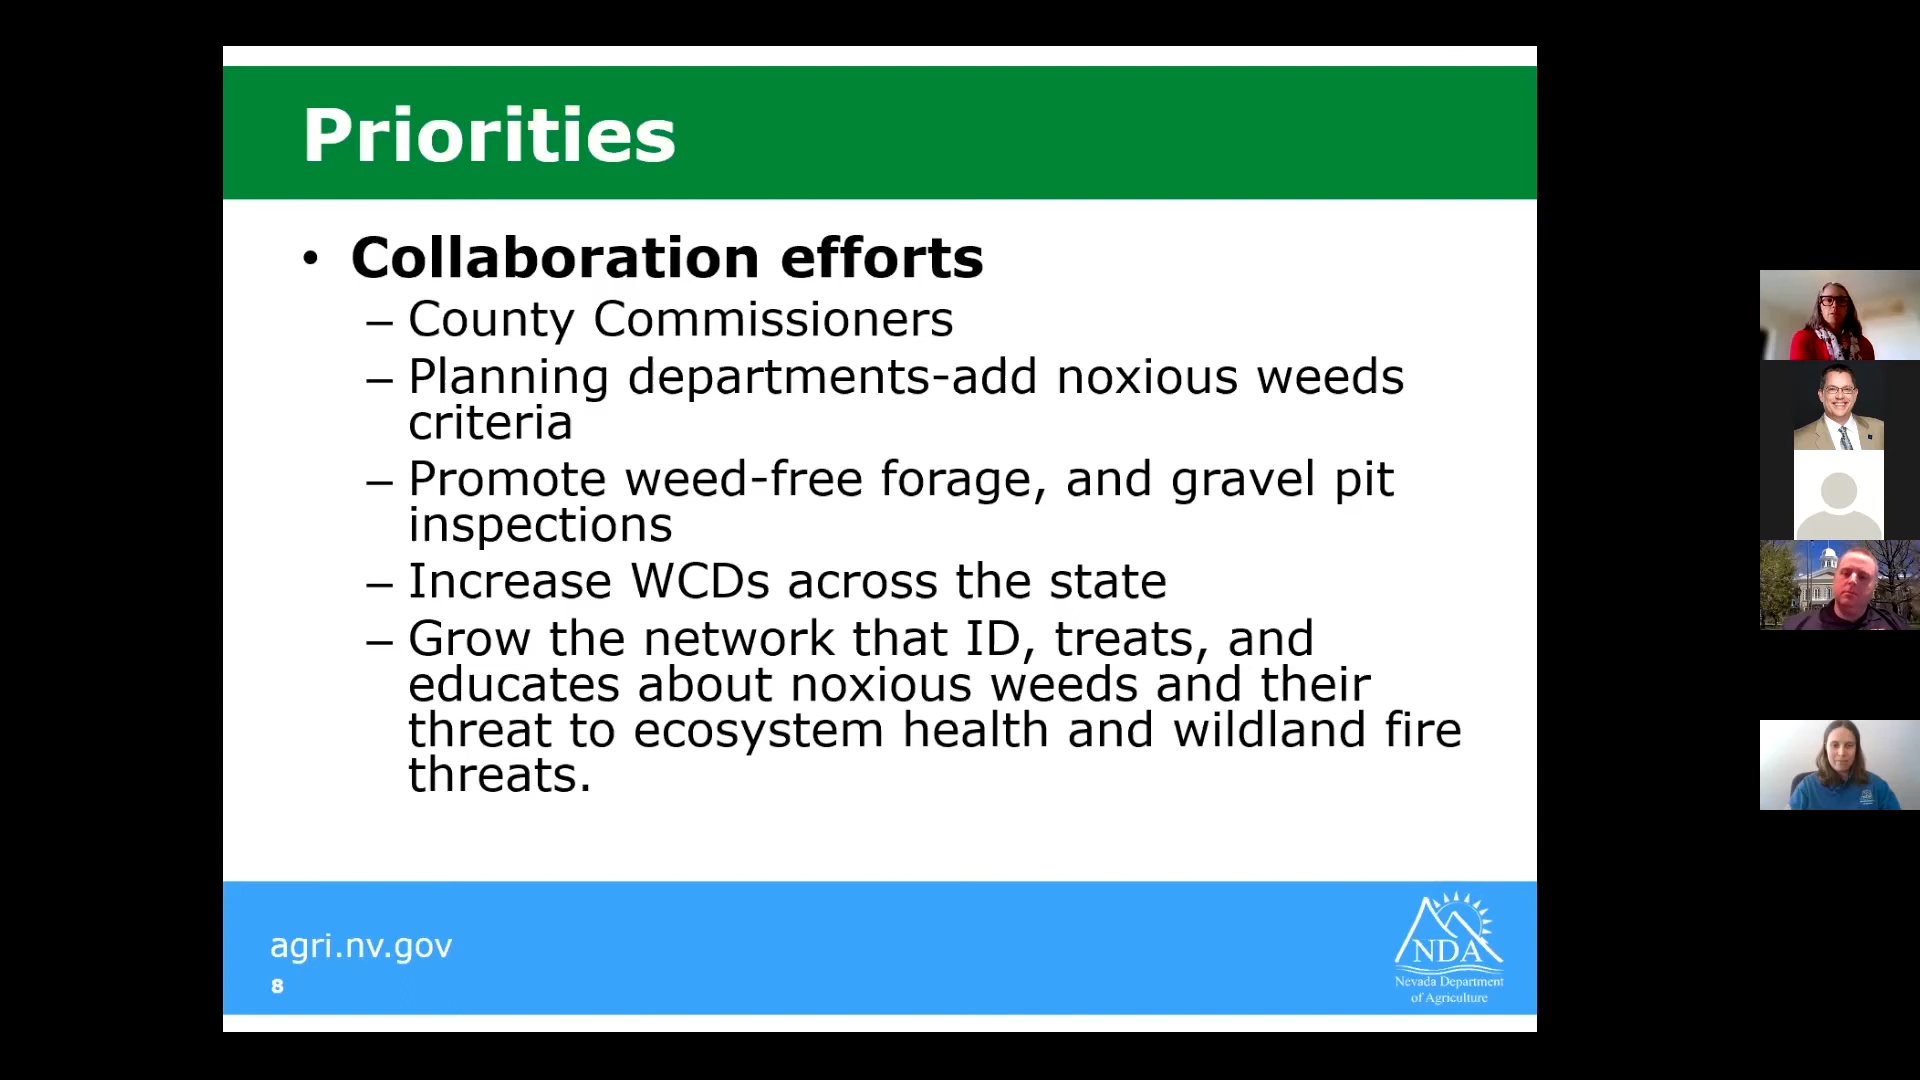 Priorities
• Collaboration efforts
– County Commissioners
– Planning departments-add noxious weeds
criteria
– Promote weed-free forage, and gravel pit
inspections
– Increase WCDs across the state
– Grow the network that ID, treats, and
educates about noxious weeds and their
threat to ecosystem health and wildland fire
threats.
agri.nv.gov
8
NDA
Nevada Department
of Agriculture